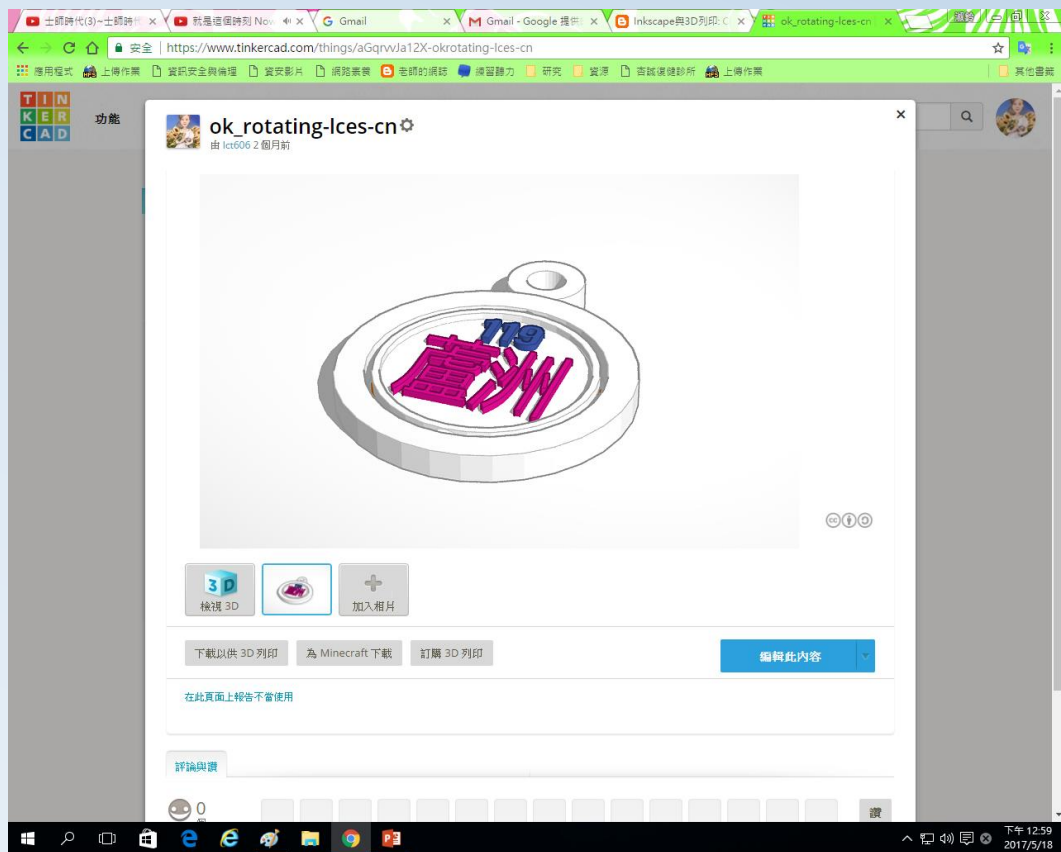 士師時代(3)~士師時代
就是這個時刻 Nov
Gmail
Gmail - Google 提供
Inkscape與3D列印: C
ok_rotating-lces-cn
安全 | https://www.tinkercad.com/things/aGqrvvJa12X-okrotating-lces-cn
應用程式 上傳作業 資訊安全與倫理 資安影片 網路素養 老師的網誌 練習聽力 研究 資源 杏誠復健診所 上傳作業 其他書籤
TIN
KER
CAD
功能
ok_rotating-lces-cn
由 lct606 2 個月前
119
蘆洲
cc
3D
檢視 3D
加入相片
下載以供 3D 列印 為 Minecraft 下載 訂購 3D 列印 編輯此內容
在此頁面上報告不當使用
評論與讚
0
讚
下午 12:59
2017/5/18